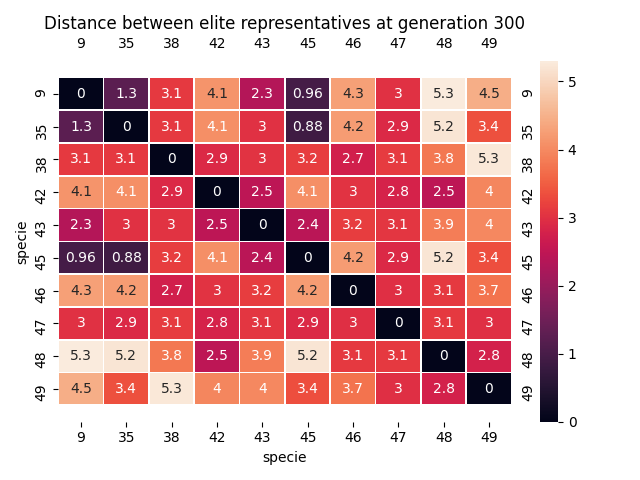 Distance between elite representatives at generation 300
9 35 38 42 43 45 46 47 48 49
9 0 1.3 3.1 4.1 2.3 0.96 4.3 3 5.3 4.5 9
35 1.3 0 3.1 4.1 3 0.88 4.2 2.9 5.2 3.4 35
38 3.1 3.1 0 2.9 3 3.2 2.7 3.1 3.8 5.3 38
42 4.1 4.1 2.9 0 2.5 4.1 3 2.8 2.5 4 42
43 2.3 3 3 2.5 0 2.4 3.2 3.1 3.9 4 43
45 0.96 0.88 3.2 4.1 2.4 0 4.2 2.9 5.2 3.4 45
46 4.3 4.2 2.7 3 3.2 4.2 0 3 3.1 3.7 46
47 3 2.9 3.1 2.8 3.1 2.9 3 0 3.1 3 47
48 5.3 5.2 3.8 2.5 3.9 5.2 3.1 3.1 0 2.8 48
49 4.5 3.4 5.3 4 4 3.4 3.7 3 2.8 0 49
9 35 38 42 43 45 46 47 48 49
specie
specie
5
4
3
2
1
0